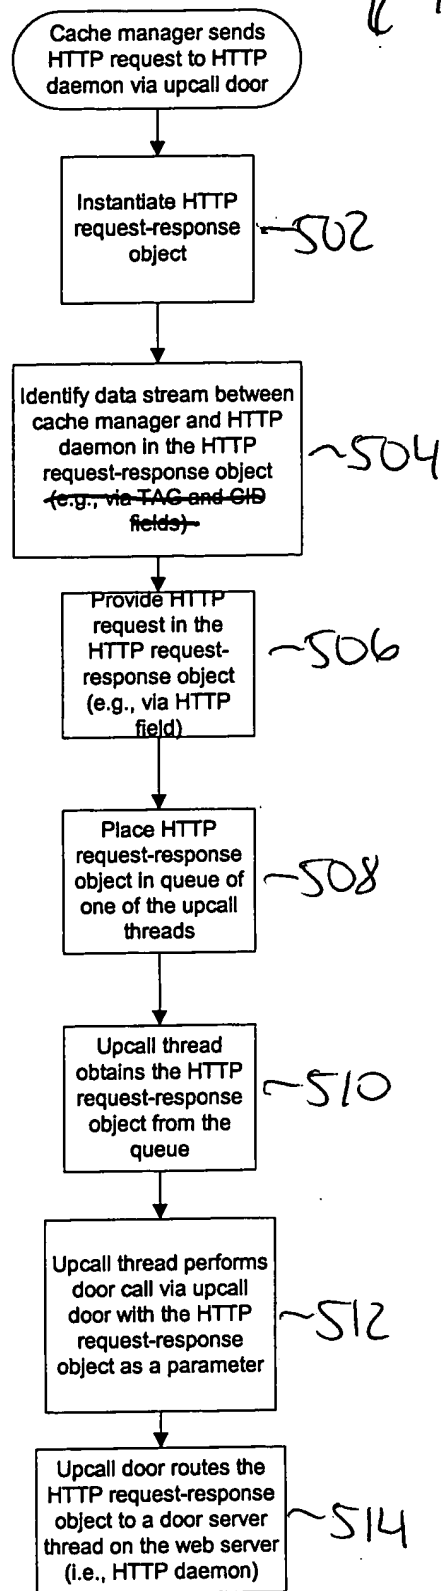 Cache manager sends
HTTP request to HTTP
daemon via upcall door
Instantiate HTTP
request-response
object
502
Identify data stream between
cache manager and HTTP
daemon in the HTTP
request-response object
(e.g., via TAG and CID
fields)
504
Provide HTTP
request in the
HTTP request-
response object
(e.g., via HTTP
field)
506
Place HTTP
request-response
object in queue of
one of the upcall
threads
508
Upcall thread
obtains the HTTP
request-response
object from the
queue
510
Upcall thread performs
door call via upcall
door with the HTTP
request-response
object as a parameter
512
Upcall door routes the
HTTP request-response
object to a door server
thread on the web server
(i.e., HTTP daemon)
514